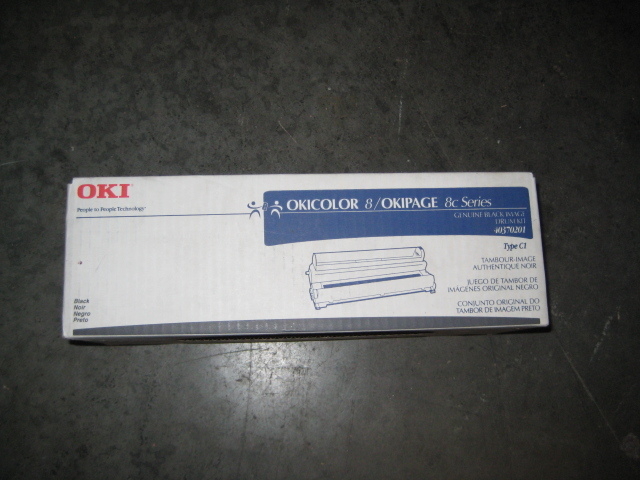 OKI
People to People Technology
OKICOLOR 8/OKIPAGE 8c Series
GENUINE BLACK IMAGE
DRUM KIT
40370201
Type C1
TAMBOUR-IMAGE
AUTHENTIQUE NOIR
JUEGO DE TAMBOR DE
IMÁGENES ORIGINAL NEGRO
CONJUNTO ORIGINAL DO
TAMBOR DE IMAGEM PRETO
Black
Noir
Negro
Preto